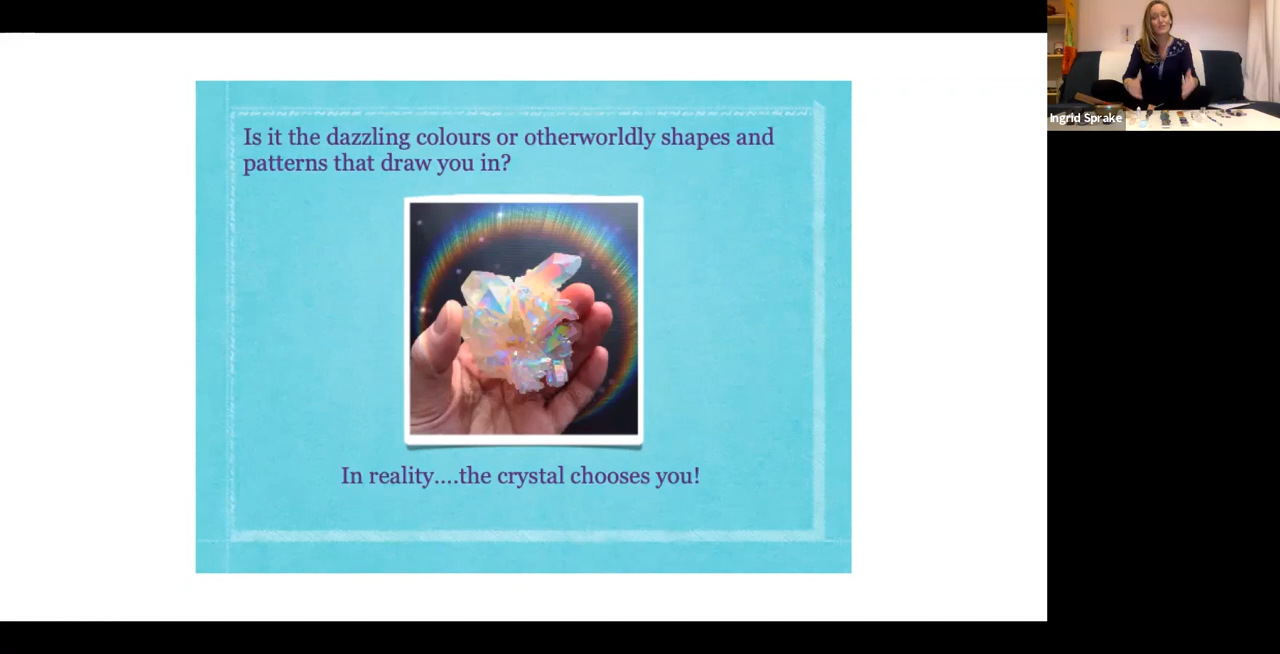 Is it the dazzling colours or otherworldly shapes and
patterns that draw you in?
In reality....the crystal chooses you!
Ingrid Sprake